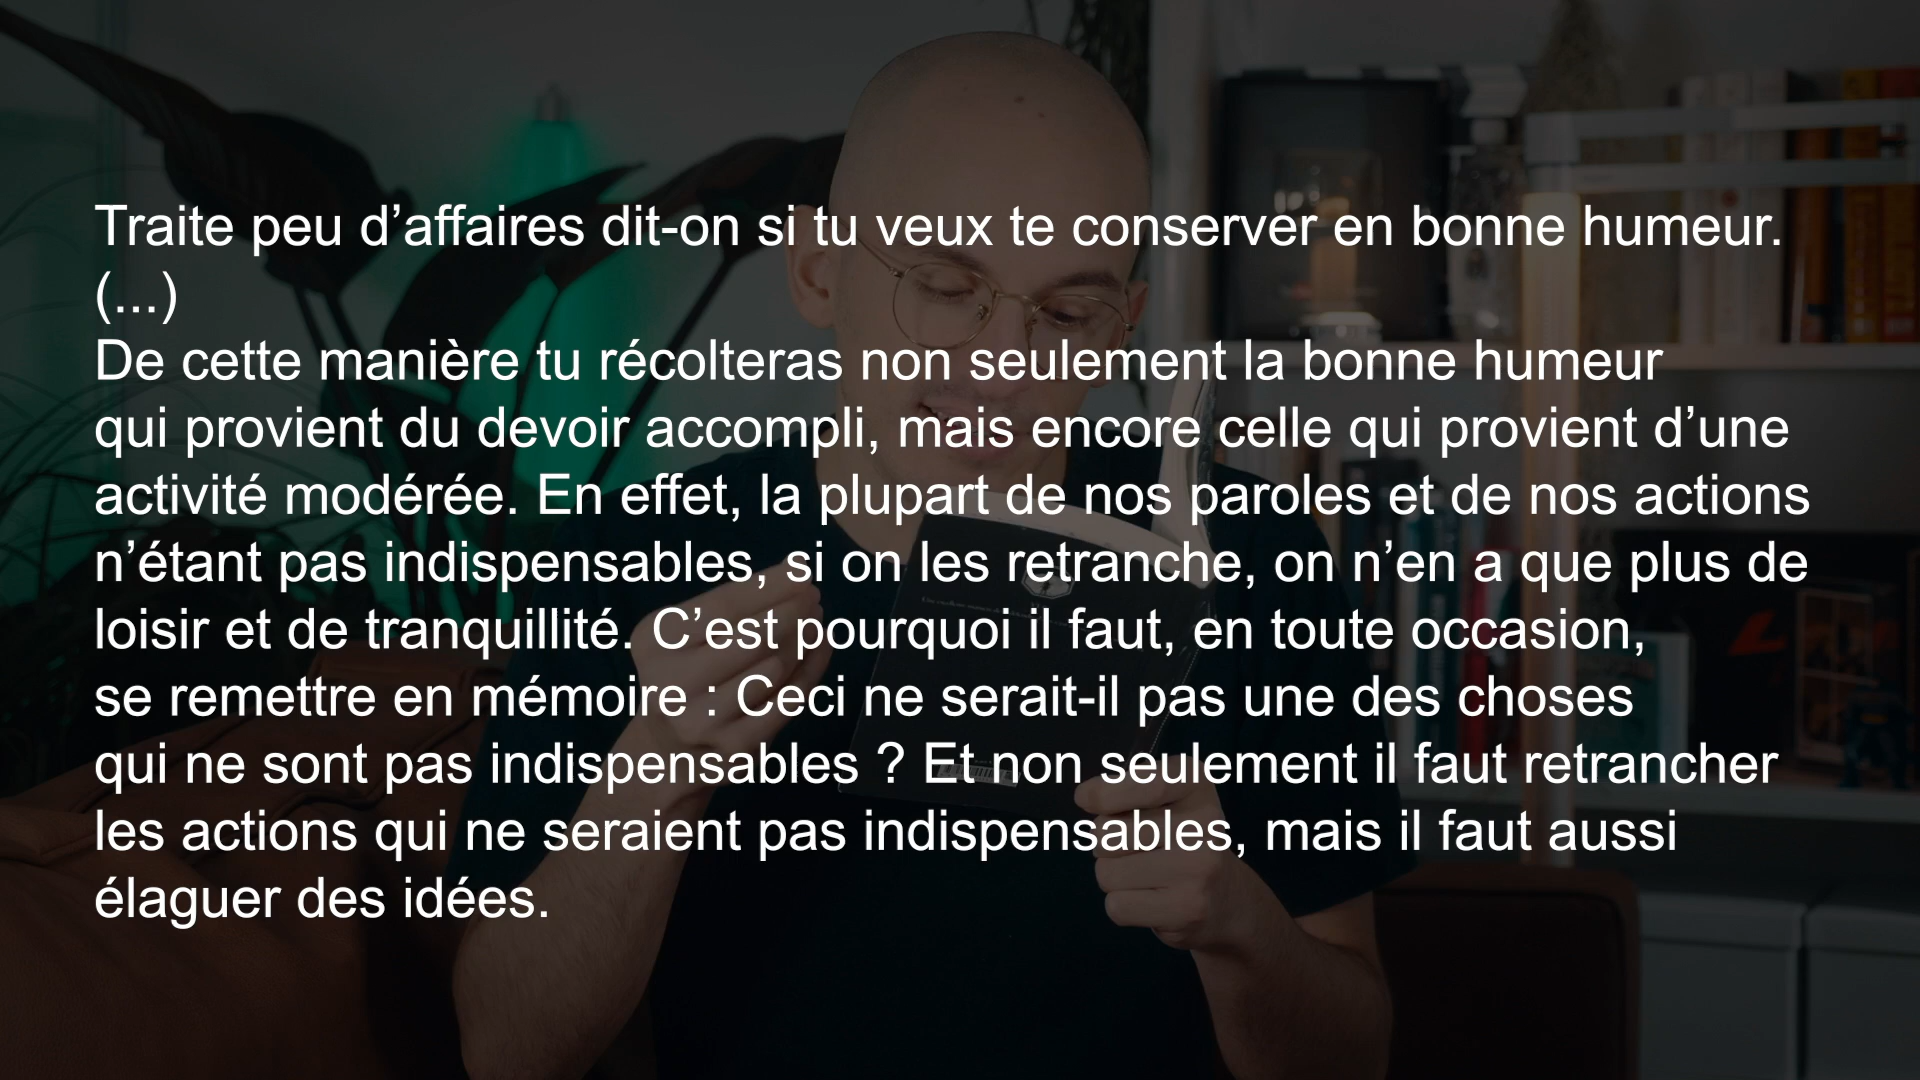 Traite peu d’affaires dit-on si tu veux te conserver en bonne humeur.
(...)
De cette manière tu récolteras non seulement la bonne humeur
qui provient du devoir accompli, mais encore celle qui provient d’une
activité modérée. En effet, la plupart de nos paroles et de nos actions
n’étant pas indispensables, si on les retranche, on n’en a que plus de
loisir et de tranquillité. C’est pourquoi il faut, en toute occasion,
se remettre en mémoire : Ceci ne serait-il pas une des choses
qui ne sont pas indispensables ? Et non seulement il faut retrancher
les actions qui ne seraient pas indispensables, mais il faut aussi
élaguer des idées.